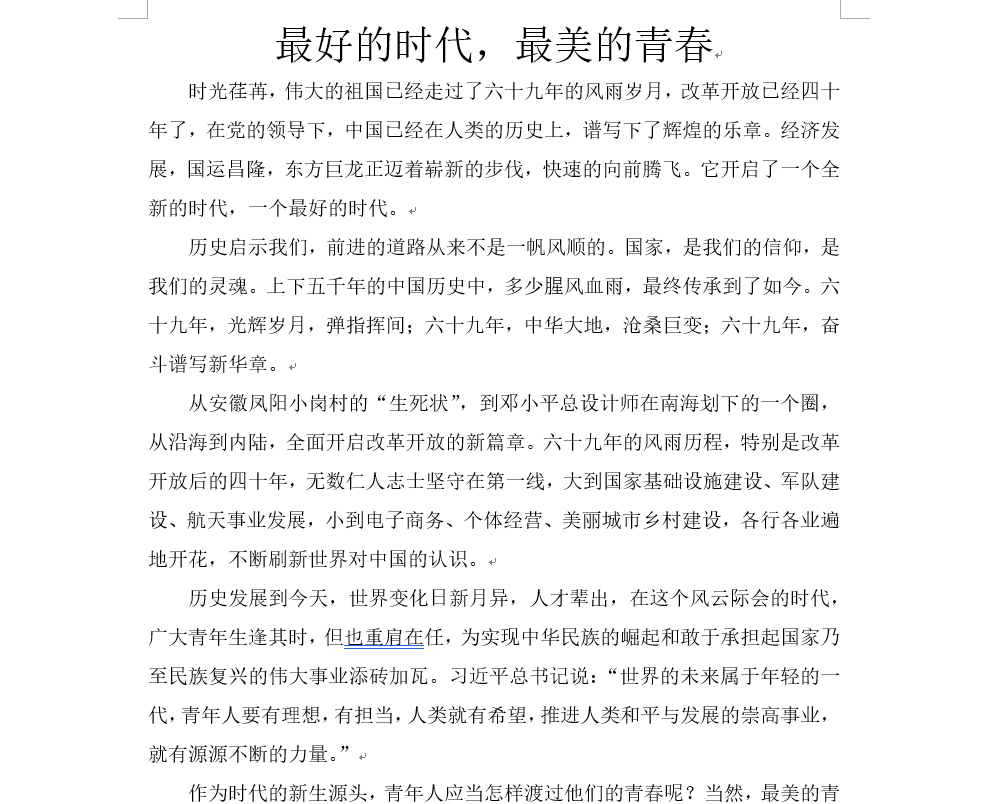 最好的时代，最美的青春
时光荏苒，伟大的祖国已经走过了六十九年的风雨岁月，改革开放已经四十
年了，在党的领导下，中国已经在人类的历史上，谱写下了辉煌的乐章。经济发
展，国运昌隆，东方巨龙正迈着崭新的步伐，快速的向前腾飞。它开启了一个全
新的时代，一个最好的时代。
历史启示我们，前进的道路从来不是一帆风顺的。国家，是我们的信仰，是
我们的灵魂。上下五千年的中国历史中，多少腥风血雨，最终传承到了如今。六
十九年，光辉岁月，弹指挥间；六十九年，中华大地，沧桑巨变；六十九年，奋
斗谱写新华章。
从安徽凤阳小岗村的“生死状”，到邓小平总设计师在南海划下的一个圈，
从沿海到内陆，全面开启改革开放的新篇章。六十九年的风雨历程，特别是改革
开放后的四十年，无数仁人志士坚守在第一线，大到国家基础设施建设、军队建
设、航天事业发展，小到电子商务、个体经营、美丽城市乡村建设，各行各业遍
地开花，不断刷新世界对中国的认识。
历史发展到今天，世界变化日新月异，人才辈出，在这个风云际会的时代，
广大青年生逢其时，但也重肩在任，为实现中华民族的崛起和敢于承担起国家乃
至民族复兴的伟大事业添砖加瓦。习近平总书记说：“世界的未来属于年轻的一
代，青年人要有理想，有担当，人类就有希望，推进人类和平与发展的崇高事业，
就有源源不断的力量。”
作为时代的新生源头，青年人应当怎样渡过他们的青春呢？当然，最美的青